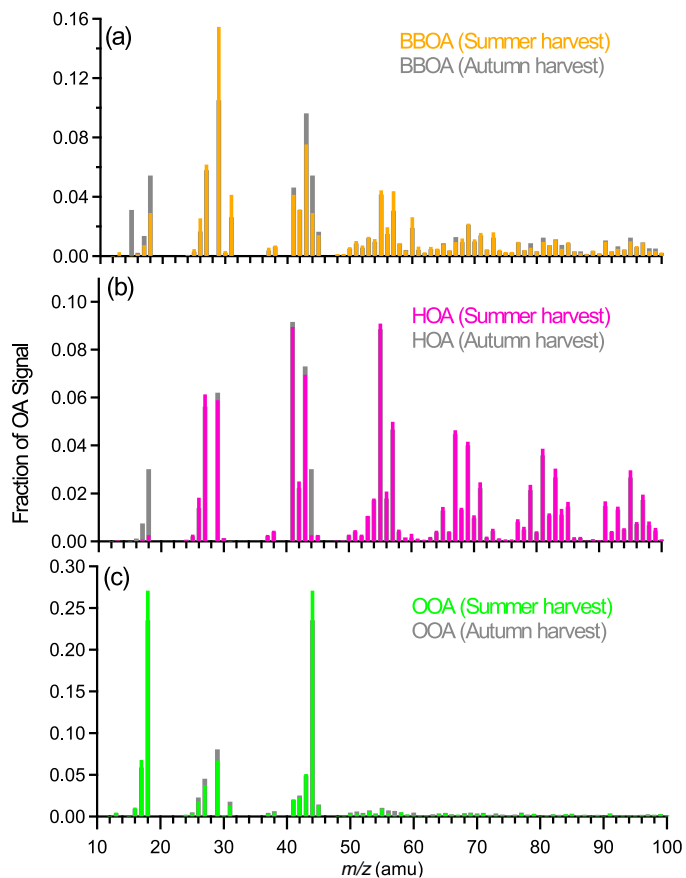 (a)
BBOA (Summer harvest)
BBOA (Autumn harvest)
0.16
0.12
0.08
0.04
0.00
(b)
HOA (Summer harvest)
HOA (Autumn harvest)
0.10
0.08
0.06
0.04
0.02
0.00
Fraction of OA Signal
(c)
OOA (Summer harvest)
OOA (Autumn harvest)
0.30
0.25
0.20
0.15
0.10
0.05
0.00
10 20 30 40 50 60 70 80 90 100
m/z (amu)